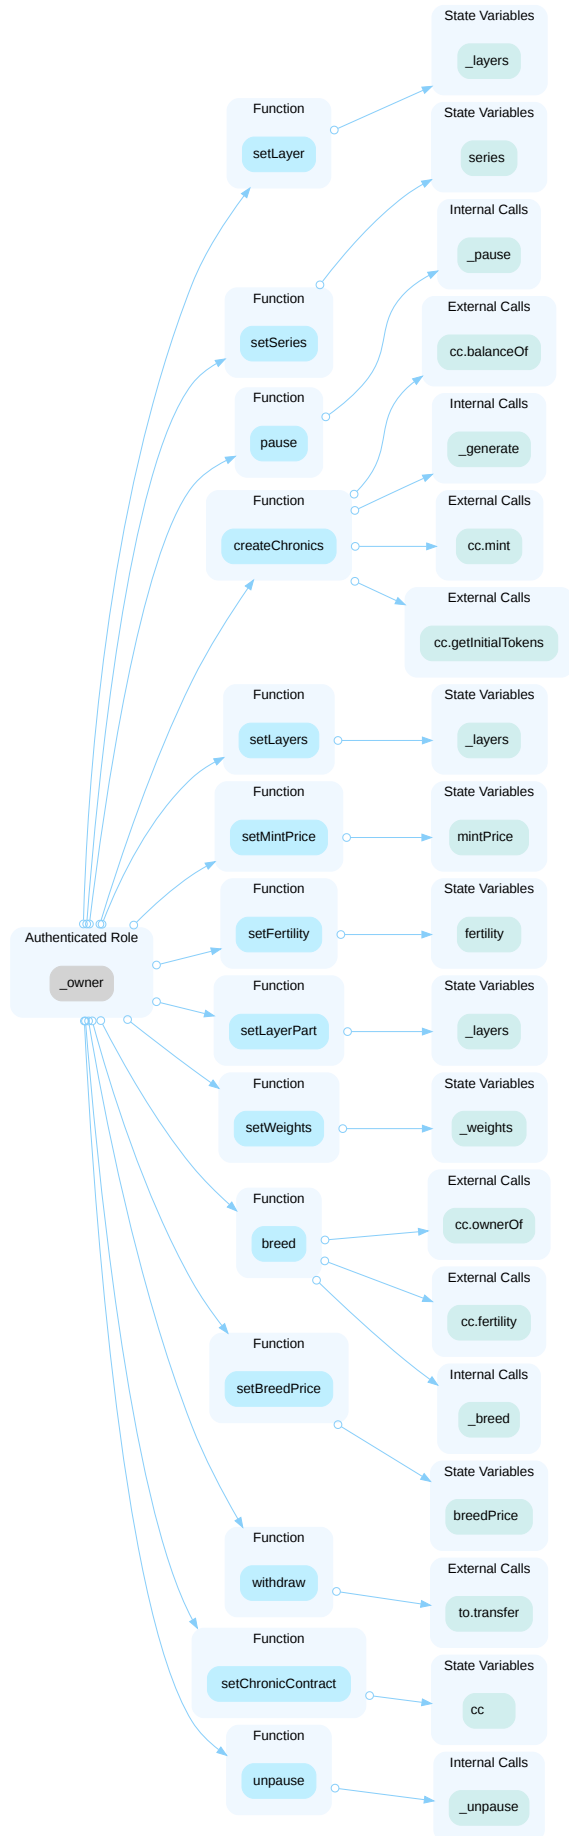 State Variables
_layers
Function
setLayer
State Variables
series
Internal Calls
_pause
Function
setSeries
External Calls
cc.balanceOf
Function
pause
Internal Calls
_generate
Function
createChronics
External Calls
cc.mint
External Calls
cc.getInitialTokens
Function
setLayers
State Variables
_layers
Function
setMintPrice
State Variables
mintPrice
Function
setFertility
State Variables
fertility
Authenticated Role
_owner
Function
setLayerPart
State Variables
_layers
Function
setWeights
State Variables
_weights
Function
breed
External Calls
cc.ownerOf
External Calls
cc.fertility
Internal Calls
_breed
Function
setBreedPrice
State Variables
breedPrice
Function
withdraw
External Calls
to.transfer
Function
setChronicContract
State Variables
cc
Function
unpause
Internal Calls
_unpause